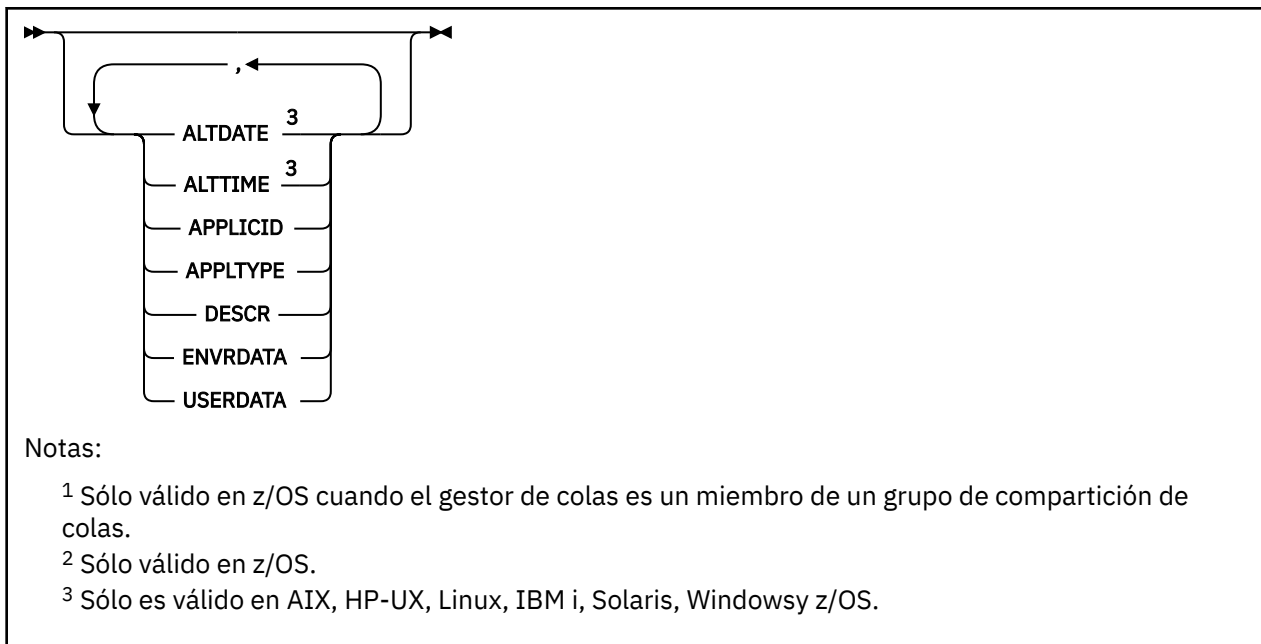 ,
ALTDATE 3
ALTTIME 3
APPLICID
APPLTYPE
DESCR
ENVRDATA
USERDATA
Notas:
1 Sólo válido en z/OS cuando el gestor de colas es un miembro de un grupo de compartición de
colas.
2 Sólo válido en z/OS.
3 Sólo es válido en AIX, HP-UX, Linux, IBM i, Solaris, Windowsy z/OS.